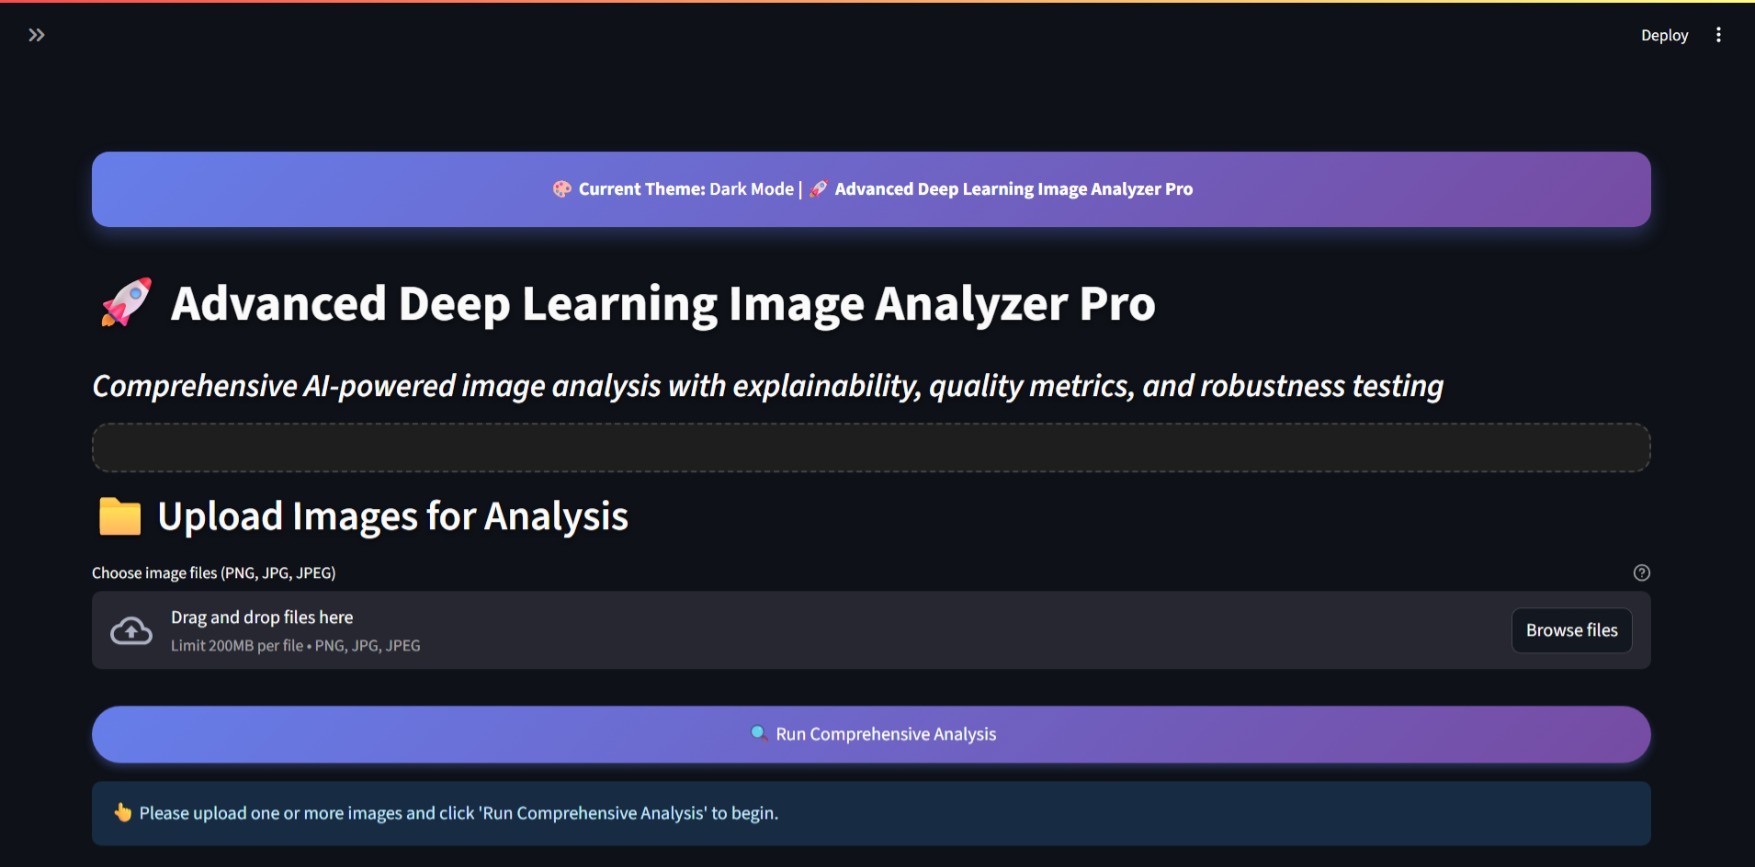 Deploy
🎨 Current Theme: Dark Mode | 🚀 Advanced Deep Learning Image Analyzer Pro
🚀 Advanced Deep Learning Image Analyzer Pro
Comprehensive AI-powered image analysis with explainability, quality metrics, and robustness testing
📁 Upload Images for Analysis
Choose image files (PNG, JPG, JPEG)
Drag and drop files here
Limit 200MB per file • PNG, JPG, JPEG
Browse files
🔍 Run Comprehensive Analysis
👆 Please upload one or more images and click 'Run Comprehensive Analysis' to begin.